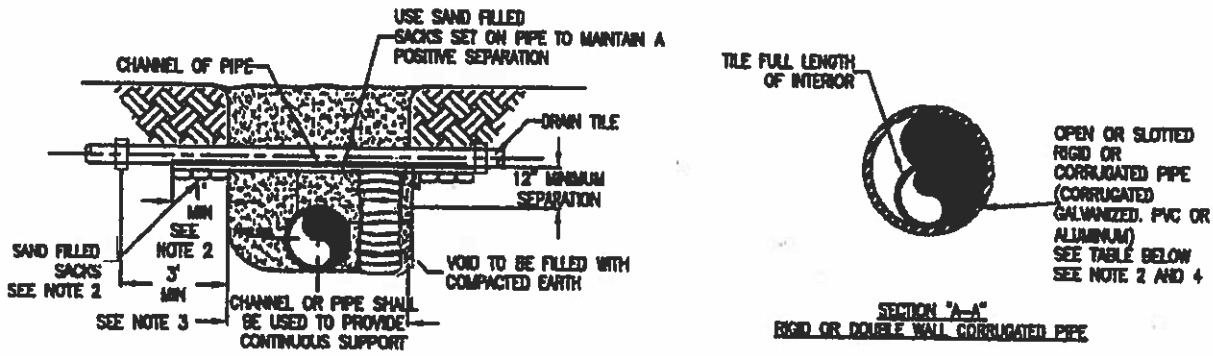 USE SAND FILLED
SACKS SET ON PIPE TO MAINTAIN A
POSITIVE SEPARATION
CHANNEL OF PIPE
DRAIN TILE
12" MINIMUM
SEPARATION
1'
MIN
SEE
NOTE 2
SAND FILLED
SACKS
SEE NOTE 2
3'
MIN
SEE NOTE 3
VOID TO BE FILLED WITH
COMPACTED EARTH
CHANNEL OR PIPE SHALL
BE USED TO PROVIDE
CONTINUOUS SUPPORT
TILE FULL LENGTH
OF INTERIOR
OPEN OR SLOTTED
RIGID OR
CORRUGATED PIPE
(CORRUGATED
GALVANIZED, PVC OR
ALUMINUM)
SEE TABLE BELOW
SEE NOTE 2 AND 4
SECTION "A-A"
RIGID OR DOUBLE WALL CORRUGATED PIPE